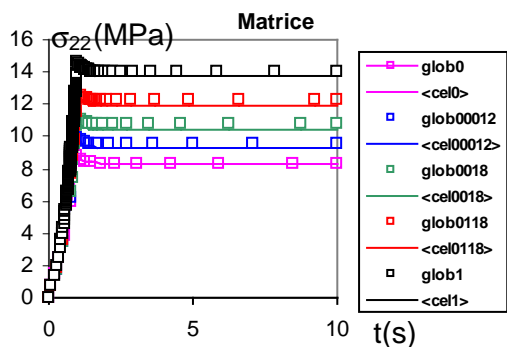 Matrice
σ22(MPa)
16
14
12
10
8
6
4
2
0
0
5
10
t(s)
glob0
<cel0>
glob00012
<cel00012>
glob0018
<cel0018>
glob0118
<cel0118>
glob1
<cel1>